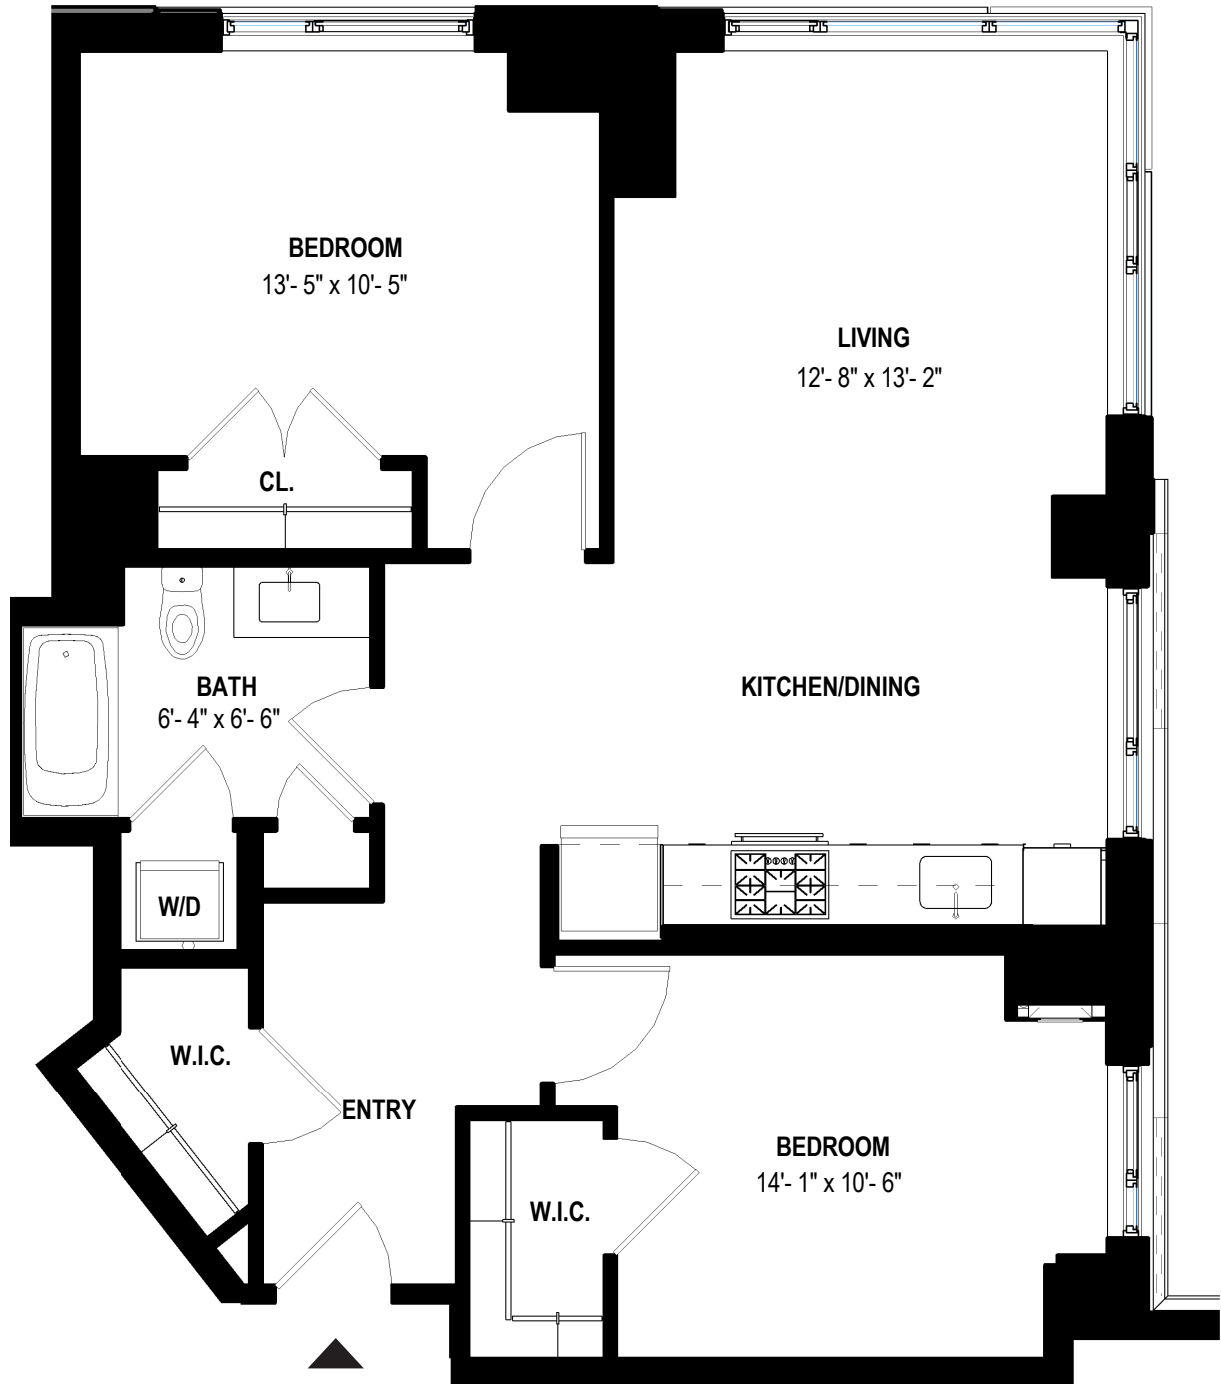 BEDROOM
13'- 5" x 10'- 5"
LIVING
12'- 8" x 13'- 2"
CL.
BATH
6'- 4" x 6'- 6"
KITCHEN/DINING
W/D
W.I.C.
ENTRY
BEDROOM
14'- 1" x 10'- 6"
W.I.C.